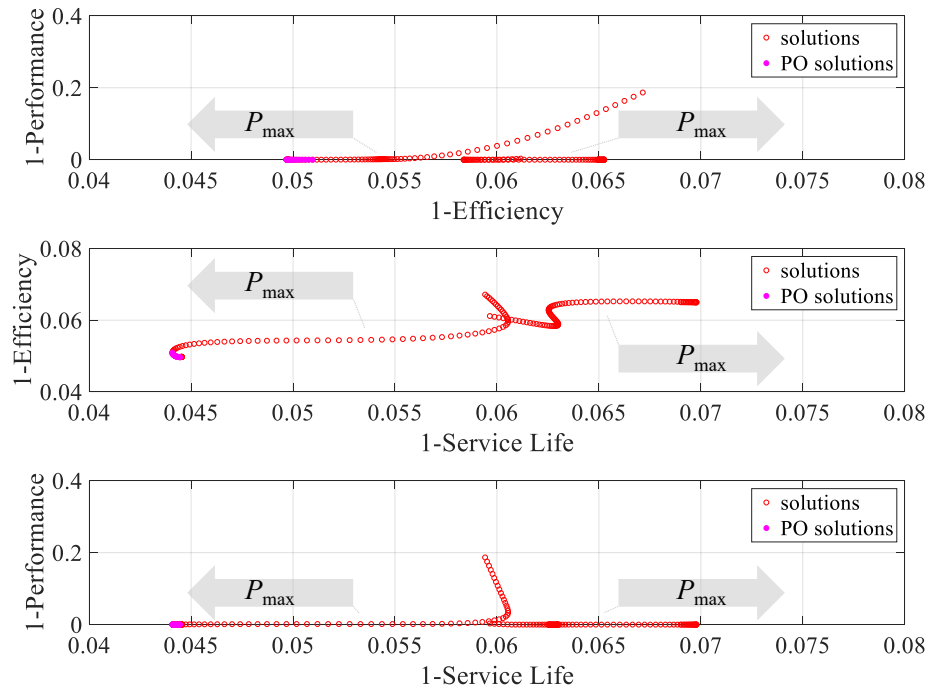 0.4
0.2
0
1-Performance
P max
P max
solutions
PO solutions
0.04 0.045 0.05 0.055 0.06 0.065 0.07 0.075 0.08
1-Efficiency
0.08
0.06
0.04
1-Efficiency
P max
P max
solutions
PO solutions
0.04 0.045 0.05 0.055 0.06 0.065 0.07 0.075 0.08
1-Service Life
0.4
0.2
0
1-Performance
P max
P max
solutions
PO solutions
0.04 0.045 0.05 0.055 0.06 0.065 0.07 0.075 0.08
1-Service Life